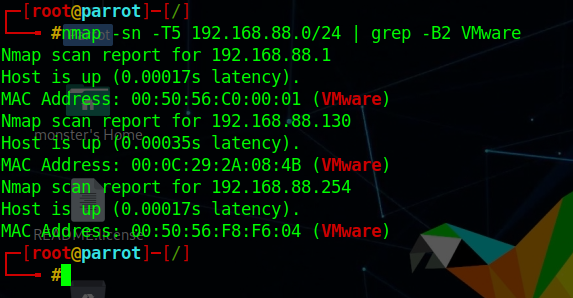 ┌─[root@parrot]─[/]
└──╼ #nmap -sn -T5 192.168.88.0/24 | grep -B2 VMware
Nmap scan report for 192.168.88.1
Host is up (0.00017s latency).
MAC Address: 00:50:56:C0:00:01 (VMware)
Nmap scan report for 192.168.88.130
Host is up (0.00035s latency).
MAC Address: 00:0C:29:2A:08:4B (VMware)
Nmap scan report for 192.168.88.254
Host is up (0.00017s latency).
MAC Address: 00:50:56:F8:F6:04 (VMware)
┌─[root@parrot]─[/]
└──╼ #
monster's Home